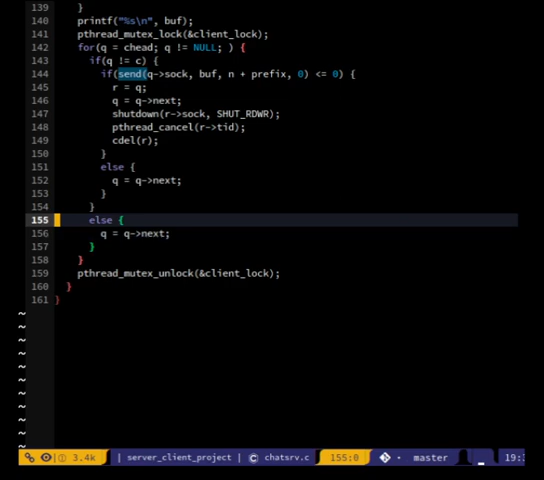 139 }
140 printf("%s\n", buf);
141 pthread_mutex_lock(&client_lock);
142 for(q = chead; q != NULL; ) {
143 if(q != c) {
144 if(send(q->sock, buf, n + prefix, 0) <= 0) {
145 r = q;
146 q = q->next;
147 shutdown(r->sock, SHUT_RDWR);
148 pthread_cancel(r->tid);
149 cdel(r);
150 }
151 else {
152 q = q->next;
153 }
154 }
155 else {
156 q = q->next;
157 }
158 }
159 pthread_mutex_unlock(&client_lock);
160 }
161 }
~
~
~
~
~
~
~
~
~
~
~
3.4k | server_client_project | chatsrv.c 155:0 master 19: